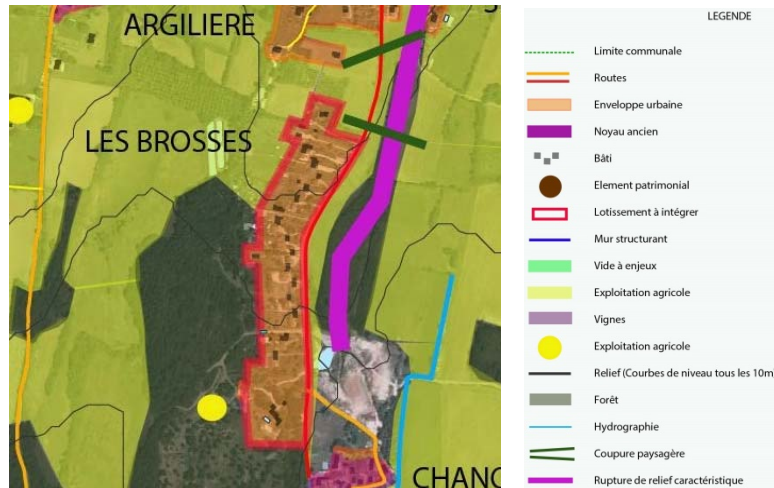 ARGILIERE
LES BROSSES
CHANC
LEGENDE
Limite communale
Routes
Enveloppe urbaine
Noyau ancien
Bâti
Element patrimonial
Lotissement à intégrer
Mur structurant
Vide à enjeux
Exploitation agricole
Vignes
Exploitation agricole
Relief (Courbes de niveau tous les 10m
Forêt
Hydrographie
Coupure paysagère
Rupture de relief caractéristique